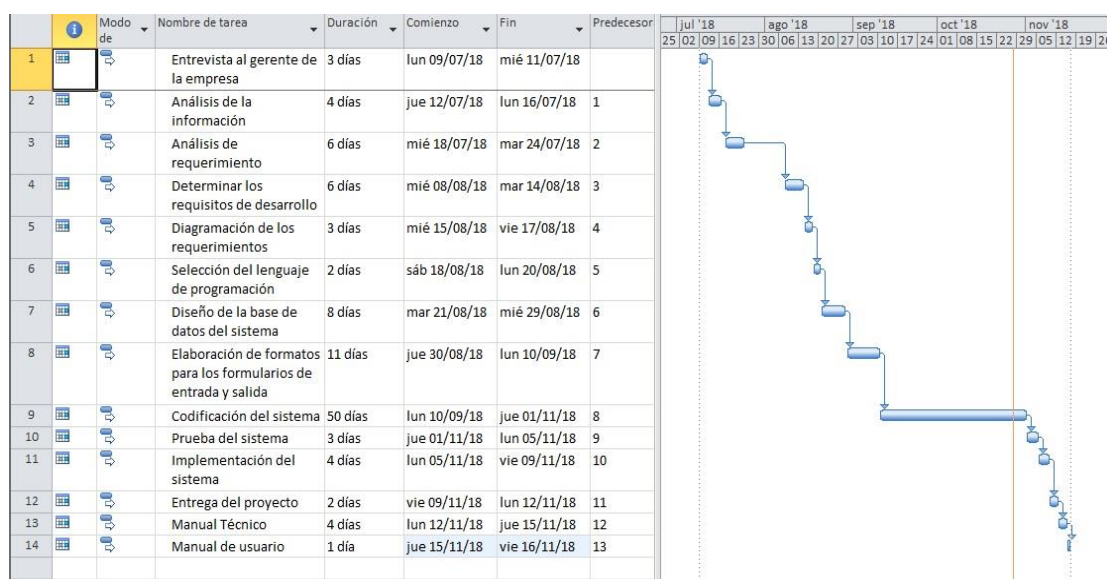 Modo de Nombre de tarea Duración Comienzo Fin Predecesor
jul '18 ago '18 sep '18 oct '18 nov '18
25 02 09 16 23 30 06 13 20 27 03 10 17 24 01 08 15 22 29 05 12 19 26
1 Entrevista al gerente de la empresa 3 días lun 09/07/18 mié 11/07/18
2 Análisis de la información 4 días jue 12/07/18 lun 16/07/18 1
3 Análisis de requerimiento 6 días mié 18/07/18 mar 24/07/18 2
4 Determinar los requisitos de desarrollo 6 días mié 08/08/18 mar 14/08/18 3
5 Diagramación de los requerimientos 3 días mié 15/08/18 vie 17/08/18 4
6 Selección del lenguaje de programación 2 días sáb 18/08/18 lun 20/08/18 5
7 Diseño de la base de datos del sistema 8 días mar 21/08/18 mié 29/08/18 6
8 Elaboración de formatos para los formularios de entrada y salida 11 días jue 30/08/18 lun 10/09/18 7
9 Codificación del sistema 50 días lun 10/09/18 jue 01/11/18 8
10 Prueba del sistema 3 días jue 01/11/18 lun 05/11/18 9
11 Implementación del sistema 4 días lun 05/11/18 vie 09/11/18 10
12 Entrega del proyecto 2 días vie 09/11/18 lun 12/11/18 11
13 Manual Técnico 4 días lun 12/11/18 jue 15/11/18 12
14 Manual de usuario 1 día jue 15/11/18 vie 16/11/18 13